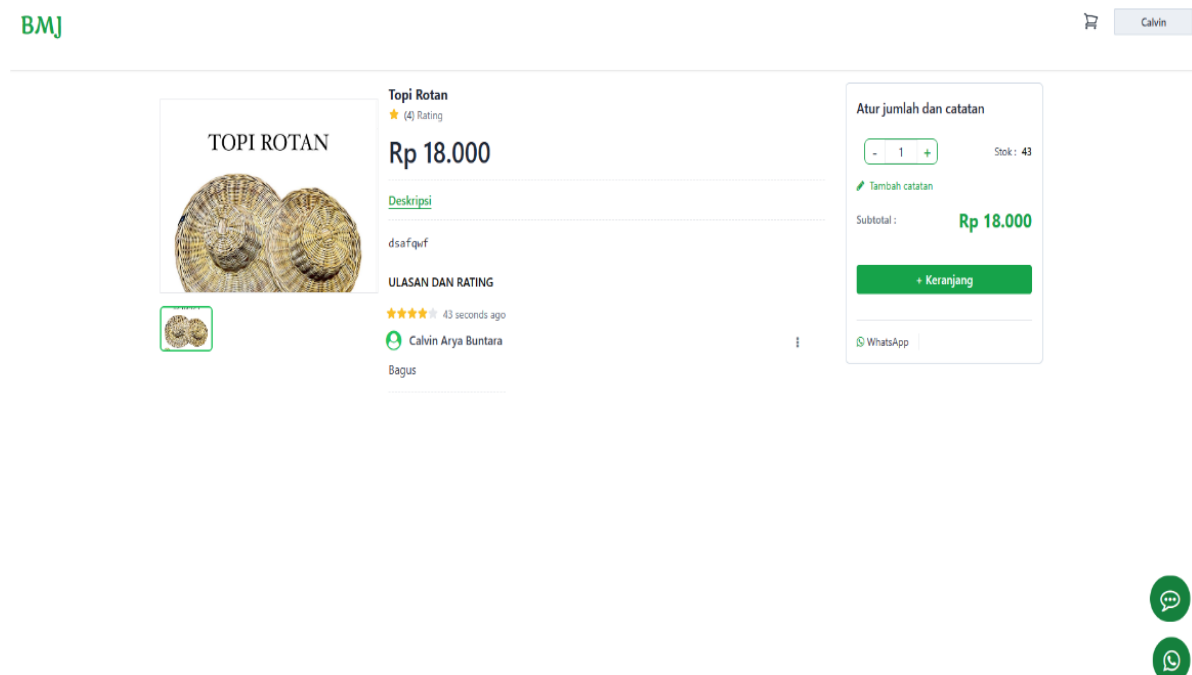 BMJ
Calvin
TOPI ROTAN
Topi Rotan
(4) Rating
Rp 18.000
Deskripsi
dsafqwf
ULASAN DAN RATING
43 seconds ago
Calvin Arya Buntara
Bagus
Atur jumlah dan catatan
- 1 +
Stok : 43
Tambah catatan
Subtotal : Rp 18.000
+ Keranjang
WhatsApp